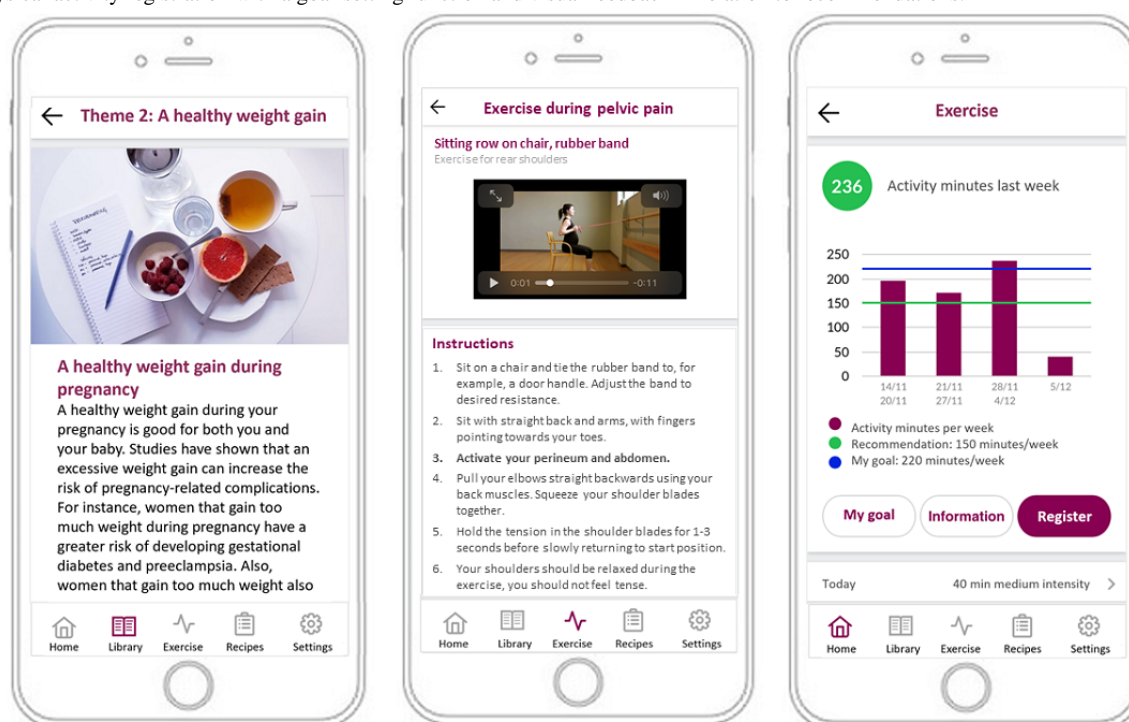 Theme 2: A healthy weight gain
A healthy weight gain during
pregnancy
A healthy weight gain during your
pregnancy is good for both you and
your baby. Studies have shown that an
excessive weight gain can increase the
risk of pregnancy-related complications.
For instance, women that gain too
much weight during pregnancy have a
greater risk of developing gestational
diabetes and preeclampsia. Also,
women that gain too much weight also
Home Library Exercise Recipes Settings
Exercise during pelvic pain
Sitting row on chair, rubber band
Exercise for rear shoulders
0:01 -0:11
Instructions
1. Sit on a chair and tie the rubber band to, for
example, a door handle. Adjust the band to
desired resistance.
2. Sit with straight back and arms, with fingers
pointing towards your toes.
3. Activate your perineum and abdomen.
4. Pull your elbows straight backwards using your
back muscles. Squeeze your shoulder blades
together.
5. Hold the tension in the shoulder blades for 1-3
seconds before slowly returning to start position.
6. Your shoulders should be relaxed during the
exercise, you should not feel tense.
Home Library Exercise Recipes Settings
Exercise
236 Activity minutes last week
250
200
150
100
50
0
14/11 21/11 28/11 5/12
20/11 27/11 4/12
Activity minutes per week
Recommendation: 150 minutes/week
My goal: 220 minutes/week
My goal Information Register
Today 40 min medium intensity
Home Library Exercise Recipes Settings